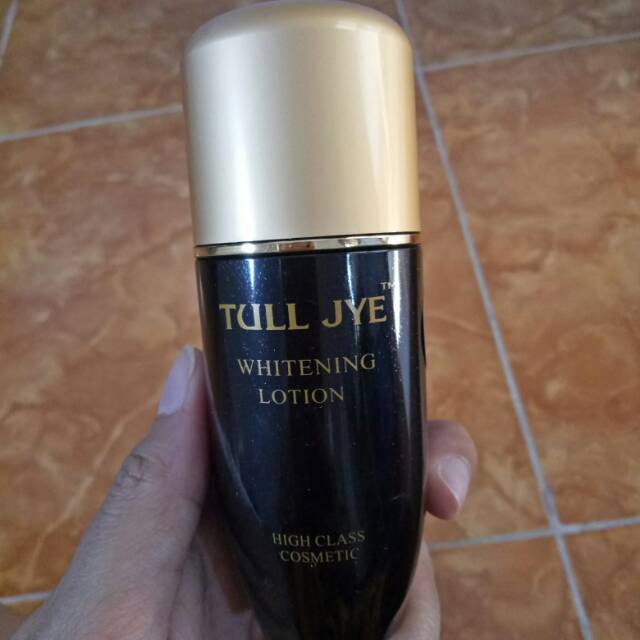 TULL JYE™
WHITENING
LOTION
HIGH CLASS
COSMETIC